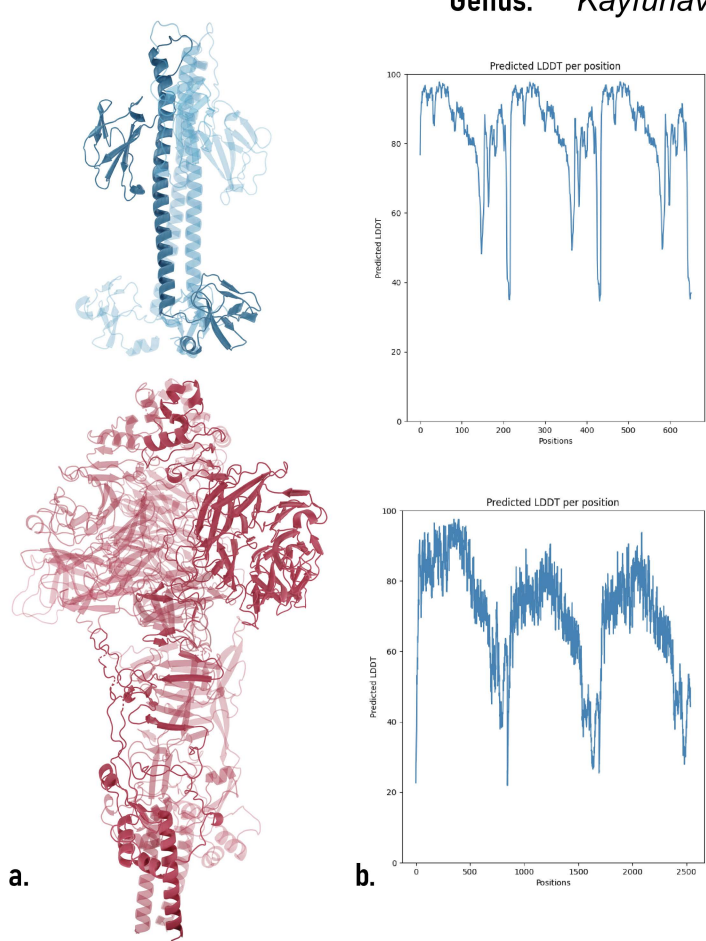 Genus:
Predicted LDDT per position
100
80
60
40
20
0
Predicted LDDT
0 100 200 300 400 500 600
Positions
Predicted LDDT per position
100
80
60
40
20
0
Predicted LDDT
0 500 1000 1500 2000 2500
Positions
a.
b.